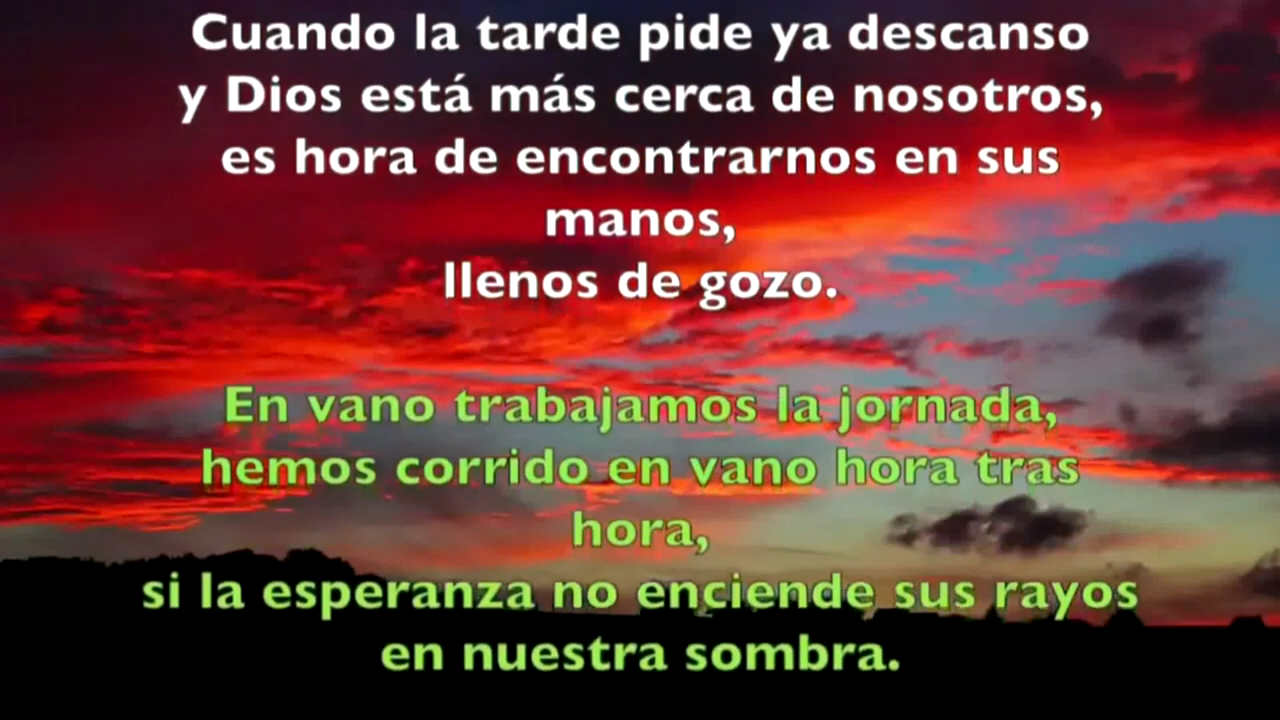 Cuando la tarde pide ya descanso
y Dios está más cerca de nosotros,
es hora de encontrarnos en sus
manos,
llenos de gozo.
En vano trabajamos la jornada,
hemos corrido en vano hora tras
hora,
si la esperanza no enciende sus rayos
en nuestra sombra.